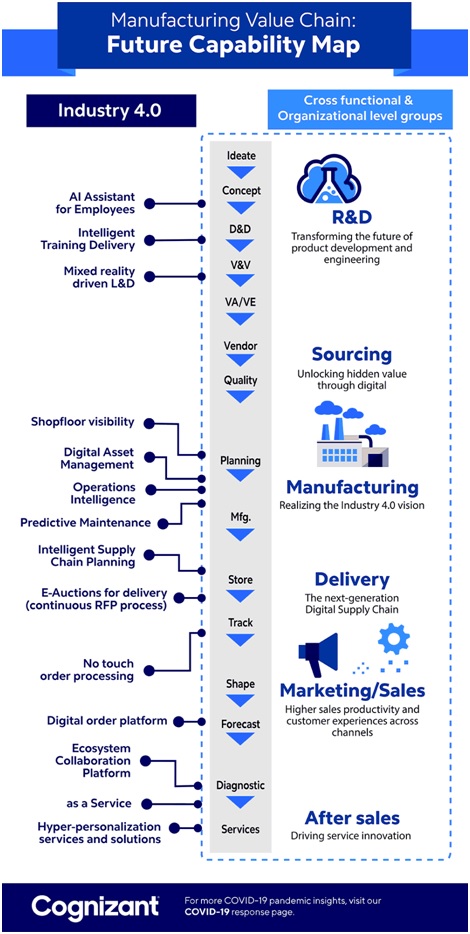 Manufacturing Value Chain:
Future Capability Map
Industry 4.0
Cross functional &
Organizational level groups
Ideate
Concept
D&D
V&V
VA/VE
Vendor
Quality
Planning
Mfg.
Store
Track
Shape
Forecast
Diagnostic
Services
AI Assistant
for Employees
Intelligent
Training Delivery
Mixed reality
driven L&D
Shopfloor visibility
Digital Asset
Management
Operations
Intelligence
Predictive Maintenance
Intelligent Supply
Chain Planning
E-Auctions for delivery
(continuous RFP process)
No touch
order processing
Digital order platform
Ecosystem
Collaboration
Platform
as a Service
Hyper-personalization
services and solutions
R&D
Transforming the future of
product development and
engineering
Sourcing
Unlocking hidden value
through digital
Manufacturing
Realizing the Industry 4.0 vision
Delivery
The next-generation
Digital Supply Chain
Marketing/Sales
Higher sales productivity and
customer experiences across
channels
After sales
Driving service innovation
Cognizant
For more COVID-19 pandemic insights, visit our
COVID-19 response page.